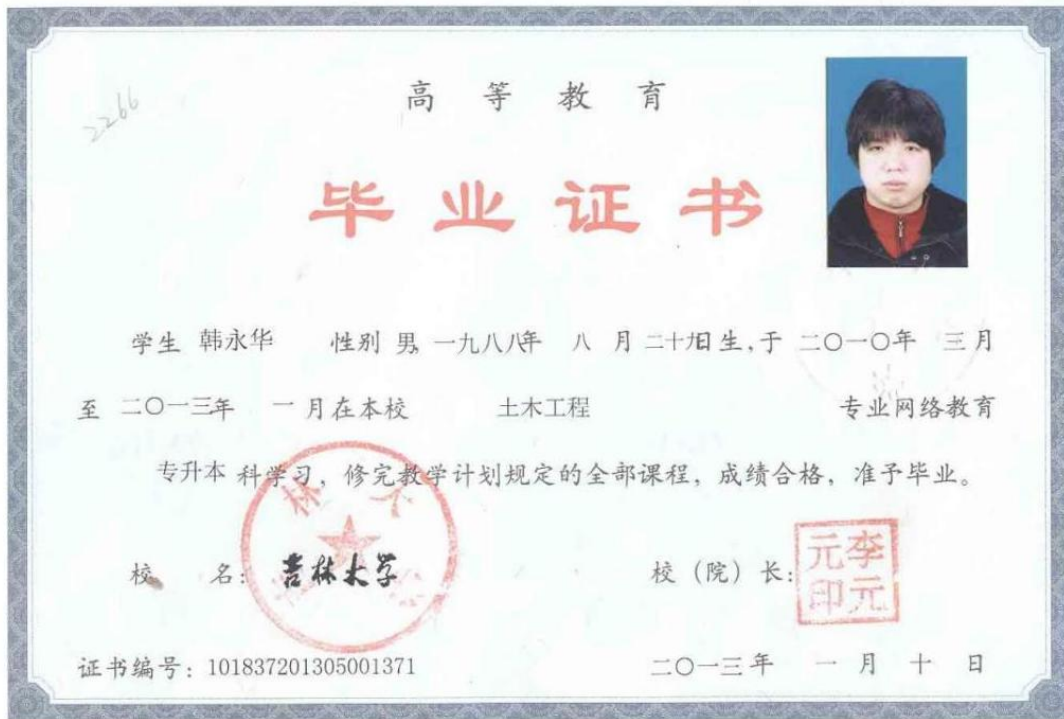 2266
高等教育
毕业证书
学生 韩永华 性别 男, 一九八八年 八 月 二十九日生,于 二〇一〇年 三月
至 二〇一三年 一月在本校 土木工程 专业网络教育
专升本 科学习，修完教学计划规定的全部课程，成绩合格，准予毕业。
校 名: 吉林大学
校（院）长:
李元元印
证书编号: 101837201305001371
二〇一三年 一月十日